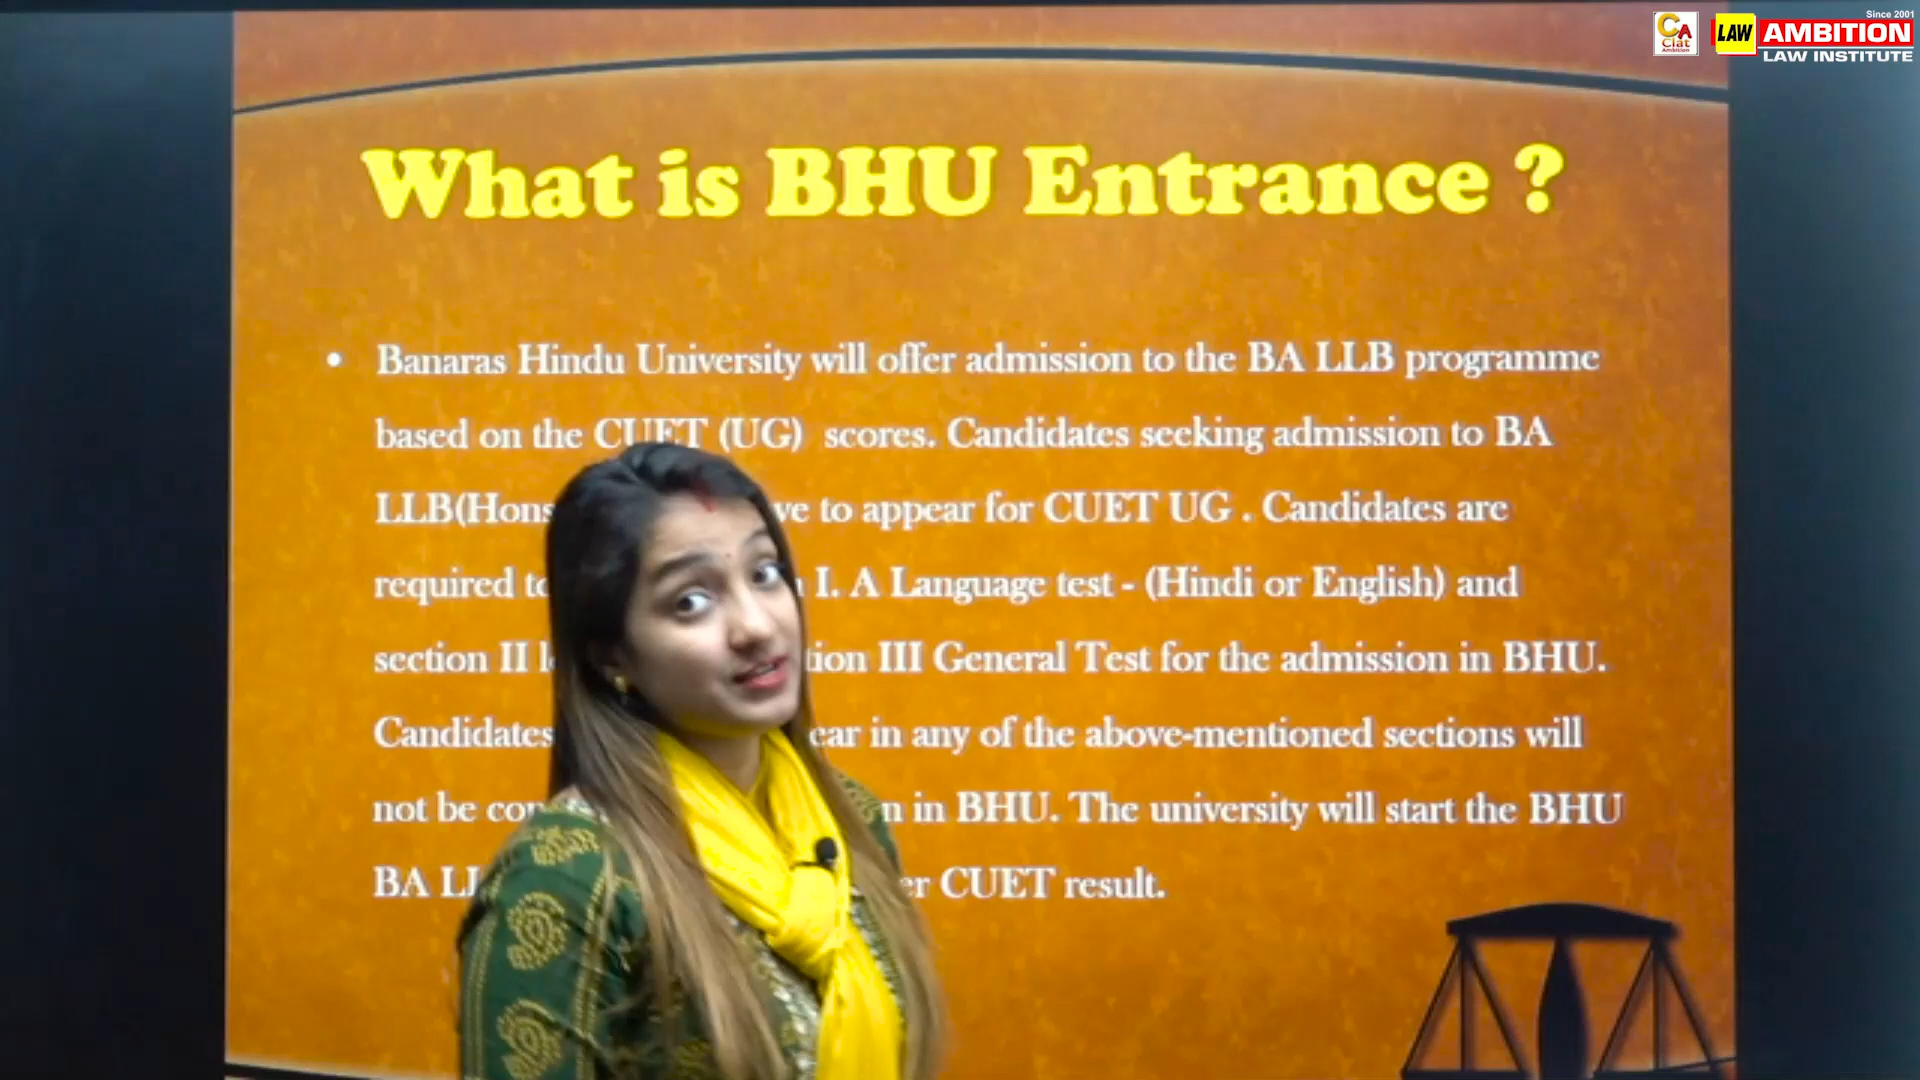 Since 2001
CA
Clat
Ambition
LAW AMBITION
LAW INSTITUTE
What is BHU Entrance ?
• Banaras Hindu University will offer admission to the BA LLB programme
based on the CUET (UG) scores. Candidates seeking admission to BA
LLB(Hons to appear for CUET UG . Candidates are
required I. A Language test - (Hindi or English) and
section II III General Test for the admission in BHU.
Candidates in any of the above-mentioned sections will
not be in BHU. The university will start the BHU
BA CUET result.